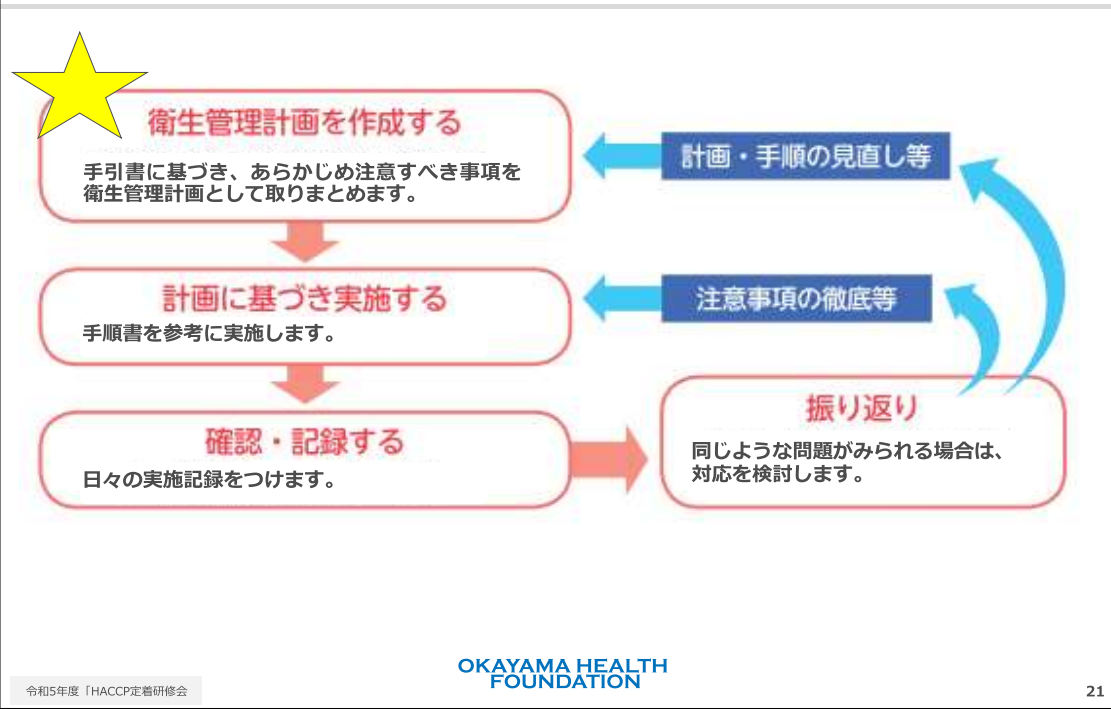 衛生管理計画を作成する
手引書に基づき、あらかじめ注意すべき事項を
衛生管理計画として取りまとめます。
計画・手順の見直し等
計画に基づき実施する
手順書を参考に実施します。
注意事項の徹底等
確認・記録する
日々の実施記録をつけます。
振り返り
同じような問題がみられる場合は、
対応を検討します。
OKAYAMA HEALTH
FOUNDATION
令和5年度「HACCP定着研修会
21